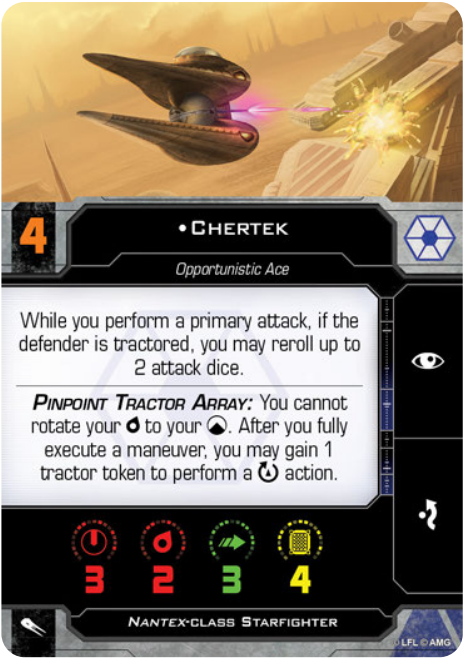 4
•Chertek
Opportunistic Ace
While you perform a primary attack, if the
defender is tractored, you may reroll up to
2 attack dice.
Pinpoint Tractor Array: You cannot
rotate your to your . After you fully
execute a maneuver, you may gain 1
tractor token to perform a action.
3 2 3 4
Nantex-class Starfighter
© LFL © AMG